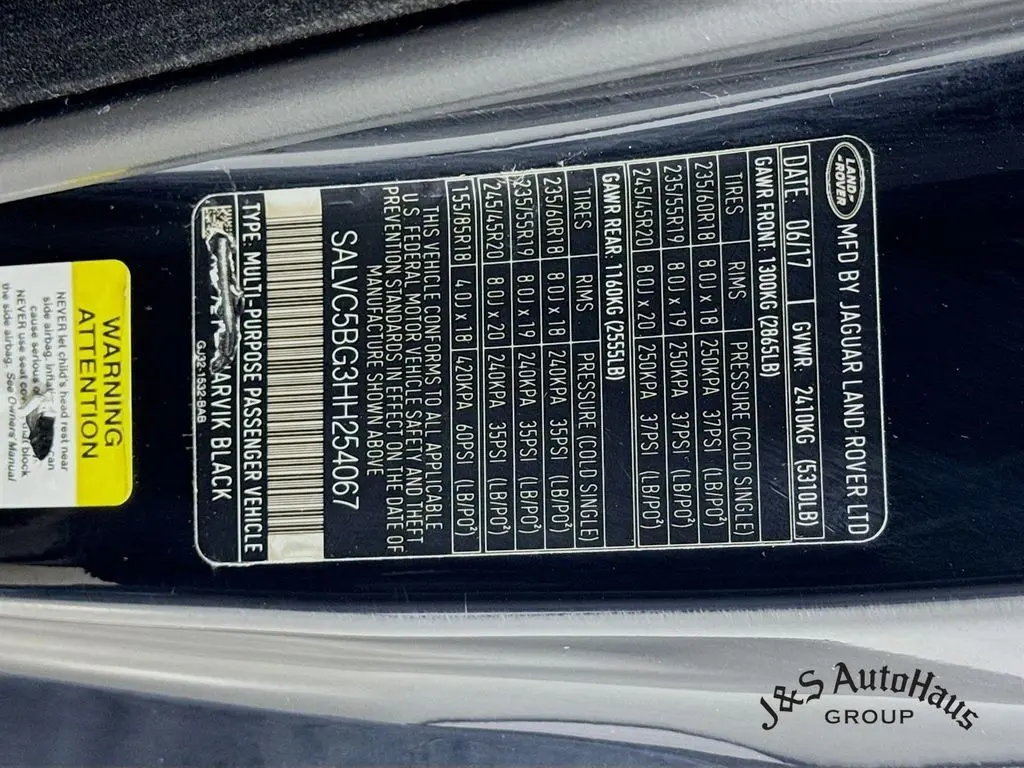 LAND
ROVER
MFD BY JAGUAR LAND-ROVER LTD
DATE: 06/17 GVWR: 2410KG (5310LB)
GAWR FRONT: 1300KG (2865LB)
TIRES RIMS PRESSURE (COLD SINGLE)
235/60R18 8.0J x 18 250KPA 37PSI (LB/PO²)
235/55R19 8.0J x 19 250KPA 37PSI (LB/PO²)
245/45R20 8.0J x 20 250KPA 37PSI (LB/PO²)
GAWR REAR: 1160KG (2555LB)
TIRES RIMS PRESSURE (COLD SINGLE)
235/60R18 8.0J x 18 240KPA 35PSI (LB/PO²)
235/55R19 8.0J x 19 240KPA 35PSI (LB/PO²)
245/45R20 8.0J x 20 240KPA 35PSI (LB/PO²)
155/85R18 4.0J x 18 420KPA 60PSI (LB/PO²)
THIS VEHICLE CONFORMS TO ALL APPLICABLE
U.S. FEDERAL MOTOR VEHICLE SAFETY AND THEFT
PREVENTION STANDARDS IN EFFECT ON THE DATE OF
MANUFACTURE SHOWN ABOVE
SALVC5BG3HH254067
TYPE: MULTI-PURPOSE PASSENGER VEHICLE
NARVIK BLACK
GJ32-1532-BAB
WARNING
ATTENTION
NEVER let child's head rest near
side airbag. can
cause serious
NEVER use seat that block
the side airbag. See Owners Manual
J&S AutoHaus
GROUP